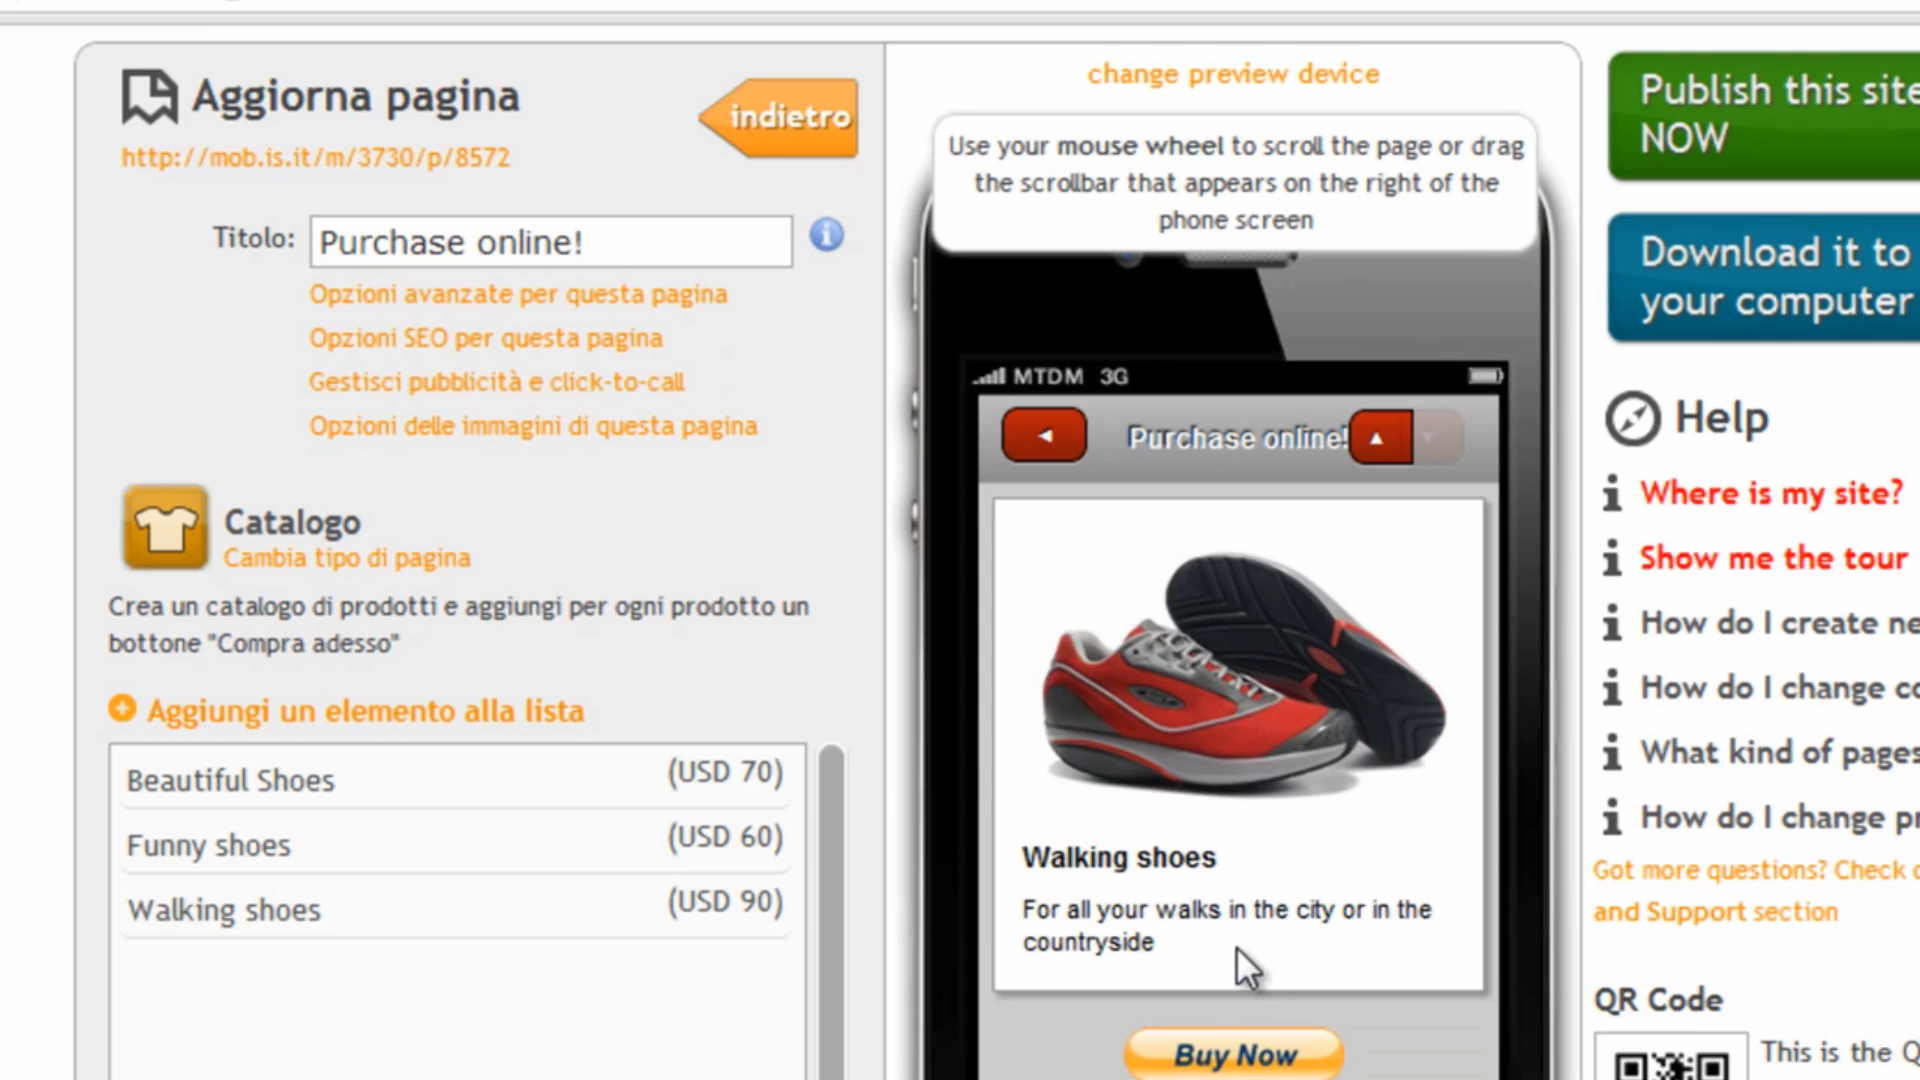 Aggiorna pagina
indietro
http://mob.is.it/m/3730/p/8572
Titolo: Purchase online!
Opzioni avanzate per questa pagina
Opzioni SEO per questa pagina
Gestisci pubblicità e click-to-call
Opzioni delle immagini di questa pagina
Catalogo
Cambia tipo di pagina
Crea un catalogo di prodotti e aggiungi per ogni prodotto un
bottone "Compra adesso"
Aggiungi un elemento alla lista
Beautiful Shoes (USD 70)
Funny shoes (USD 60)
Walking shoes (USD 90)
change preview device
Use your mouse wheel to scroll the page or drag
the scrollbar that appears on the right of the
phone screen
MTDM 3G
Purchase online!
Walking shoes
For all your walks in the city or in the
countryside
Buy Now
Publish this site
NOW
Download it to
your computer
Help
Where is my site?
Show me the tour
How do I create
How do I change
What kind of pages
How do I change
Got more questions? Check
and Support section
QR Code
This is the